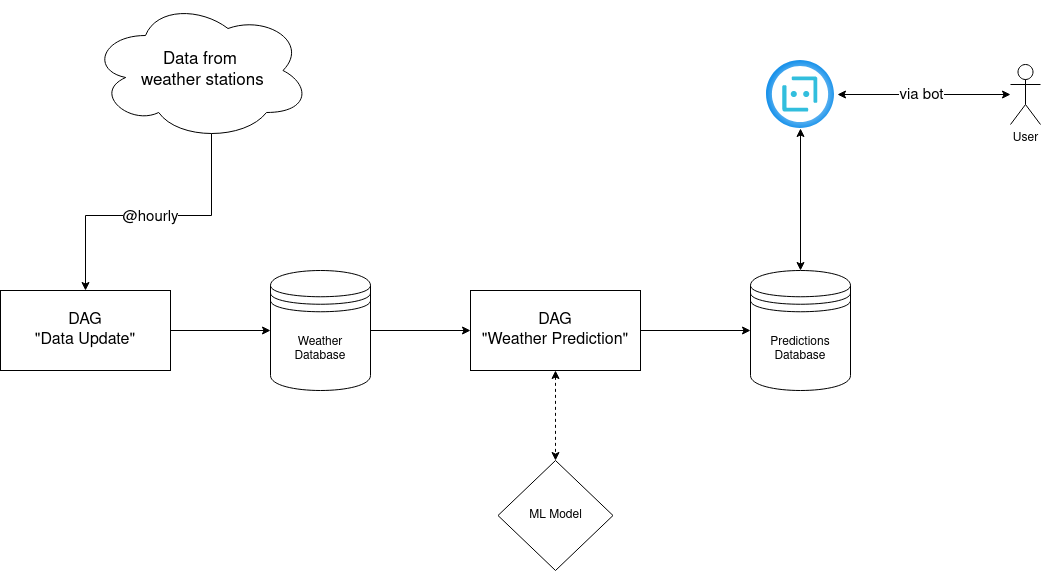 Data from
weather stations
via bot
User
@hourly
DAG
"Data Update"
Weather
Database
DAG
"Weather Prediction"
Predictions
Database
ML Model